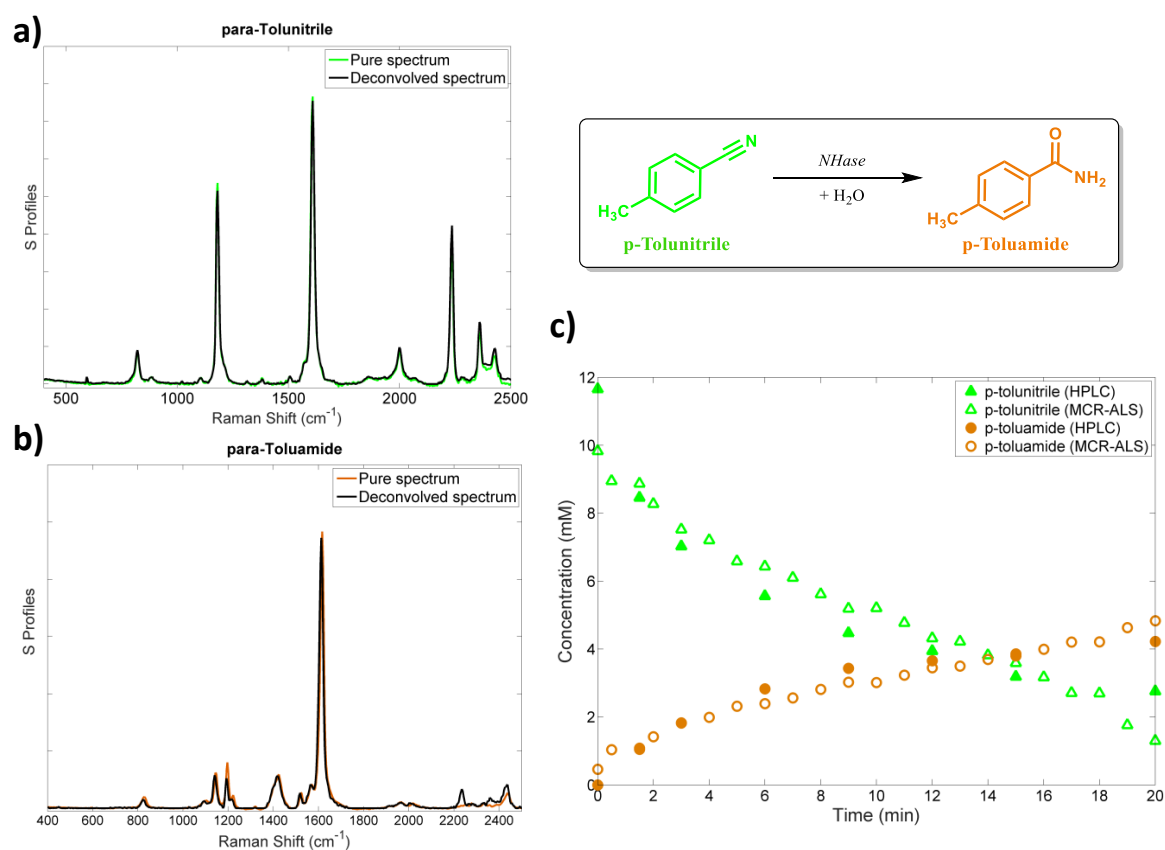 a)
para-Tolunitrile
Pure spectrum
Deconvolved spectrum
S Profiles
500 1000 1500 2000 2500
Raman Shift (cm⁻¹)
b)
para-Toluamide
Pure spectrum
Deconvolved spectrum
S Profiles
400 600 800 1000 1200 1400 1600 1800 2000 2200 2400
Raman Shift (cm⁻¹)
N
H₃C
p-Tolunitrile
NHase
+ H₂O
O
NH₂
H₃C
p-Toluamide
c)
p-tolunitrile (HPLC)
p-tolunitrile (MCR-ALS)
p-toluamide (HPLC)
p-toluamide (MCR-ALS)
Concentration (mM)
12
10
8
6
4
2
0
0 2 4 6 8 10 12 14 16 18 20
Time (min)